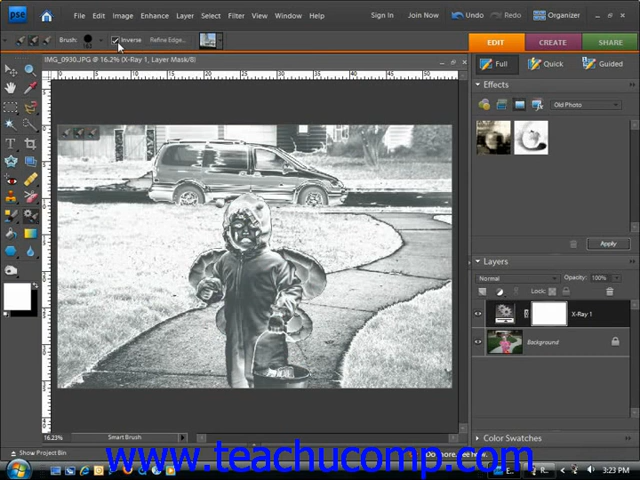 pse File Edit Image Enhance Layer Select Filter View Window Help Sign In Join Now Undo Redo Organizer
Brush: Inverse Refine Edge... EDIT CREATE SHARE
IMG_0930.JPG @ 16.2% (X-Ray 1, Layer Mask/8)
Full Quick Guided
Effects
Old Photo
Apply
Layers
Normal Opacity: 100%
Lock:
X-Ray 1
Background
16.23% Smart Brush
Color Swatches
Show Project Bin
www.teachucomp.com
3:23 PM